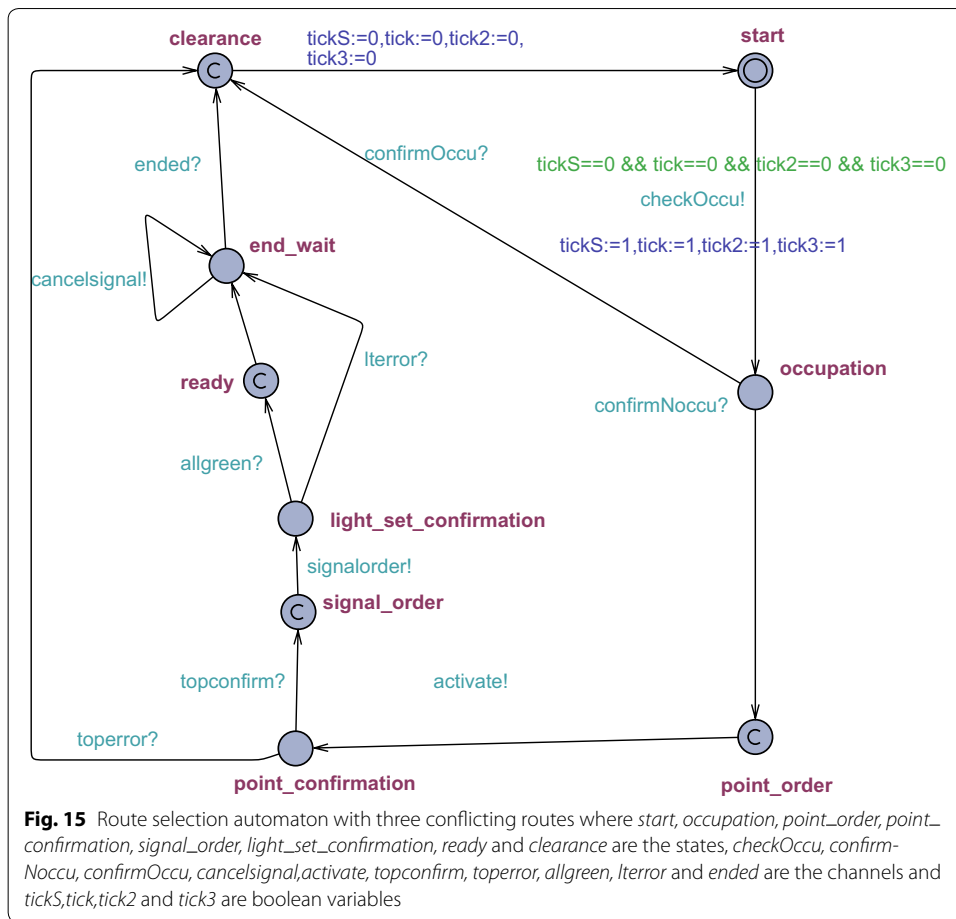 clearance
tickS:=0,tick:=0,tick2:=0,
tick3:=0
start
C
ended?
confirmOccu?
tickS==0 && tick==0 && tick2==0 && tick3==0
checkOccu!
tickS:=1,tick:=1,tick2:=1,tick3:=1
end_wait
cancelsignal!
lterror?
ready
C
occupation
confirmNoccu?
allgreen?
light_set_confirmation
signalorder!
C
signal_order
topconfirm?
activate!
toperror?
C
point_confirmation
point_order
Fig. 15 Route selection automaton with three conflicting routes where start, occupation, point_order, point_
confirmation, signal_order, light_set_confirmation, ready and clearance are the states, checkOccu, confirm-
Noccu, confirmOccu, cancelsignal,activate, topconfirm, toperror, allgreen, lterror and ended are the channels and
tickS,tick,tick2 and tick3 are boolean variables